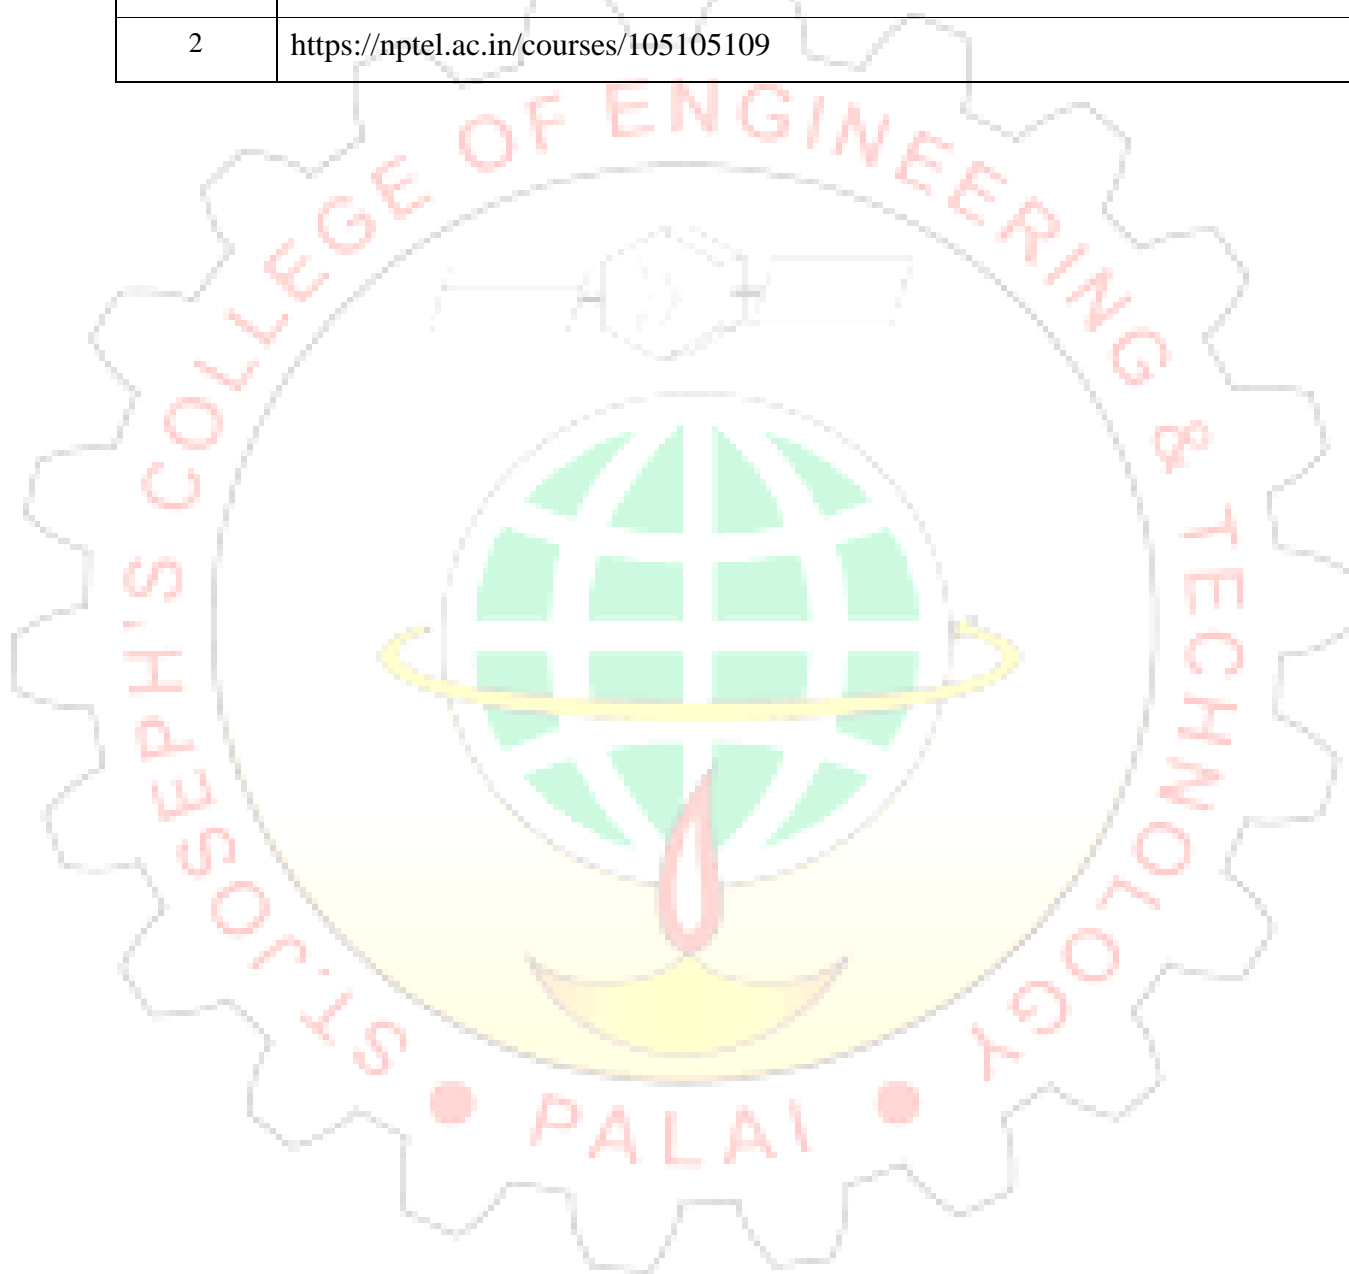 2 https://nptel.ac.in/courses/105105109
ST.JOSEPH'S COLLEGE OF ENGINEERING & TECHNOLOGY
PALAI